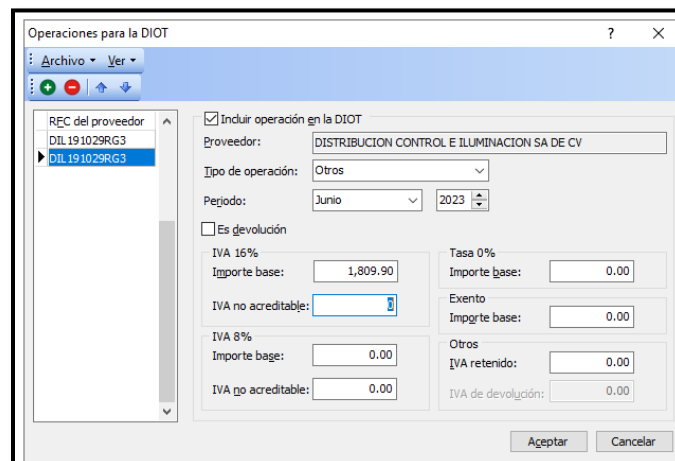 Operaciones para la DIOT
Archivo Ver
RFC del proveedor
DIL191029RG3
DIL191029RG3
Incluir operación en la DIOT
Proveedor: DISTRIBUCION CONTROL E ILUMINACION SA DE CV
Tipo de operación: Otros
Periodo: Junio 2023
Es devolución
IVA 16%
Importe base: 1,809.90
IVA no acreditable: 0
IVA 8%
Importe base: 0.00
IVA no acreditable: 0.00
Tasa 0%
Importe base: 0.00
Exento
Importe base: 0.00
Otros
IVA retenido: 0.00
IVA de devolución: 0.00
Aceptar Cancelar